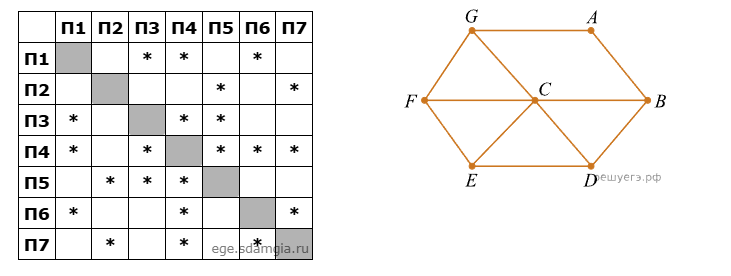 П1 П2 П3 П4 П5 П6 П7
П1 * * *
П2 * *
П3 * * *
П4 * * * * *
П5 * * *
П6 * * *
П7 * * *
ege.sdamgia.ru
G A
F C B
E D
решуегэ.рф